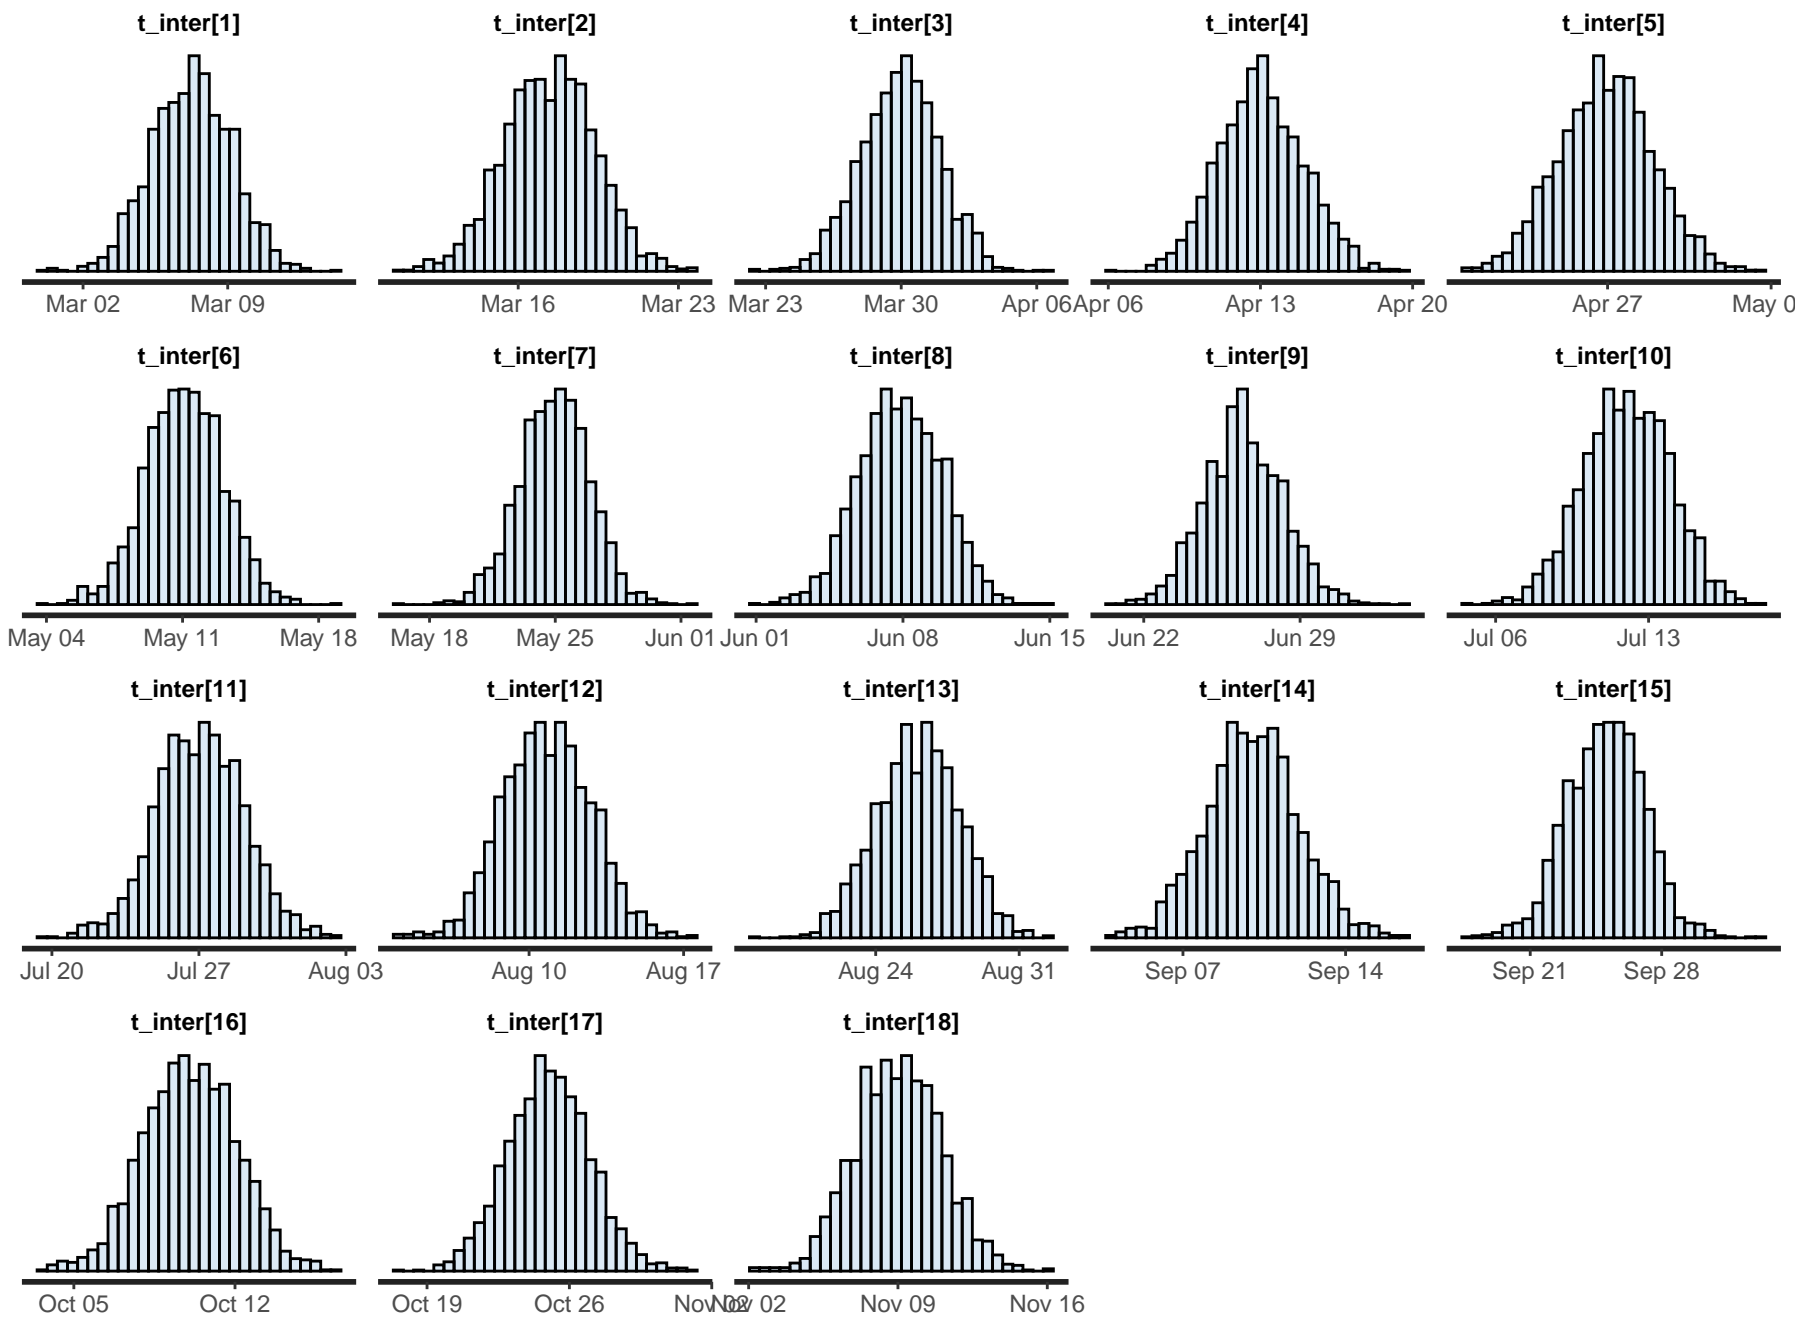 t_inter[1] t_inter[2] t_inter[3] t_inter[4] t_inter[5]
Mar 02 Mar 09 Mar 16 Mar 23 Mar 23 Mar 30 Apr 06 Apr 06 Apr 13 Apr 20 Apr 27 May 0
t_inter[6] t_inter[7] t_inter[8] t_inter[9] t_inter[10]
May 04 May 11 May 18 May 18 May 25 Jun 01 Jun 01 Jun 08 Jun 15 Jun 22 Jun 29 Jul 06 Jul 13
t_inter[11] t_inter[12] t_inter[13] t_inter[14] t_inter[15]
Jul 20 Jul 27 Aug 03 Aug 10 Aug 17 Aug 24 Aug 31 Sep 07 Sep 14 Sep 21 Sep 28
t_inter[16] t_inter[17] t_inter[18]
Oct 05 Oct 12 Oct 19 Oct 26 Nov 02 Nov 02 Nov 09 Nov 16